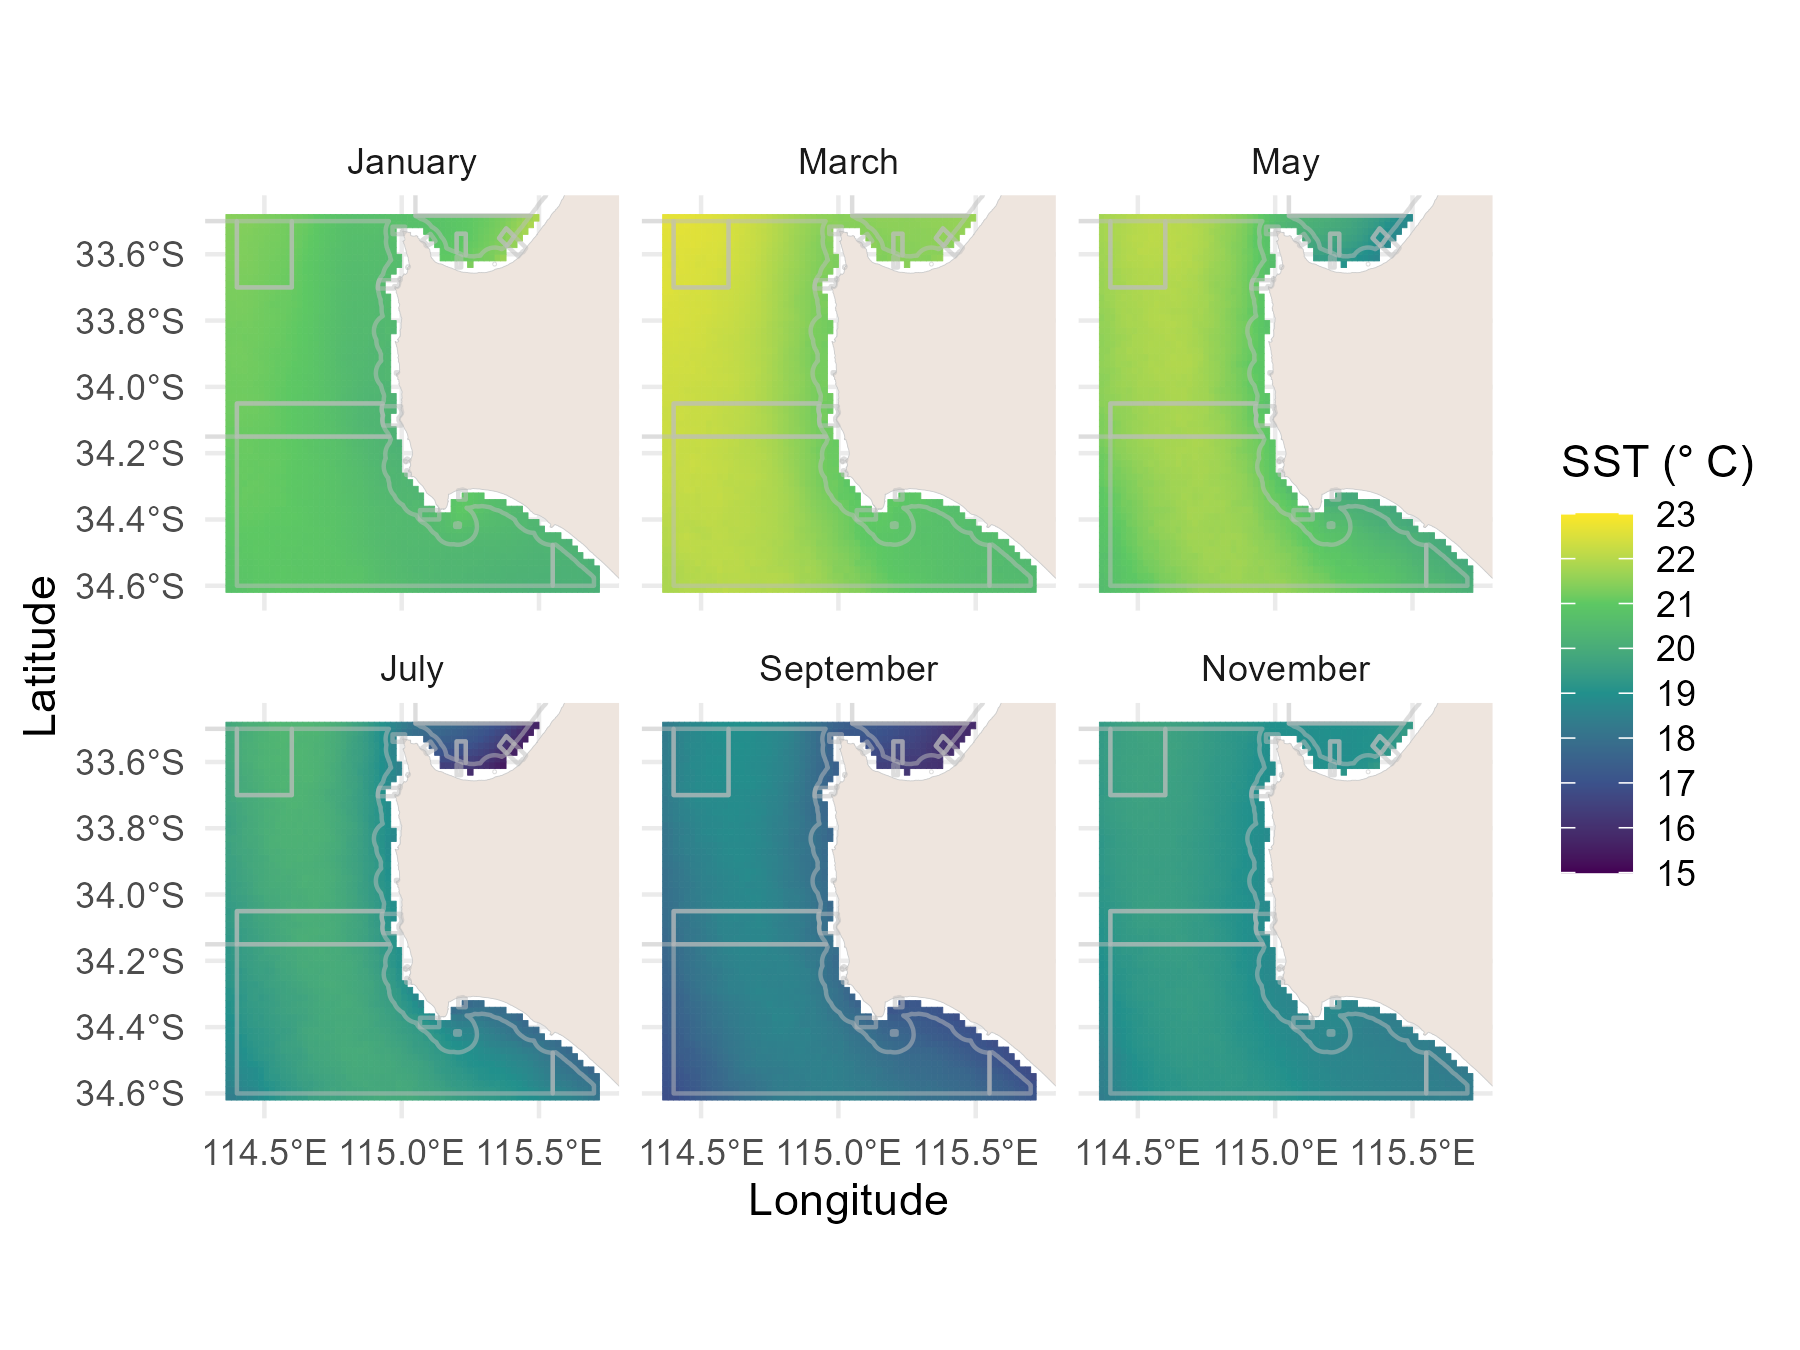 January March May
33.6°S
33.8°S
34.0°S
34.2°S
34.4°S
34.6°S
SST (° C)
23
22
21
20
19
18
17
16
15
Latitude
July September November
33.6°S
33.8°S
34.0°S
34.2°S
34.4°S
34.6°S
114.5°E 115.0°E 115.5°E 114.5°E 115.0°E 115.5°E 114.5°E 115.0°E 115.5°E
Longitude